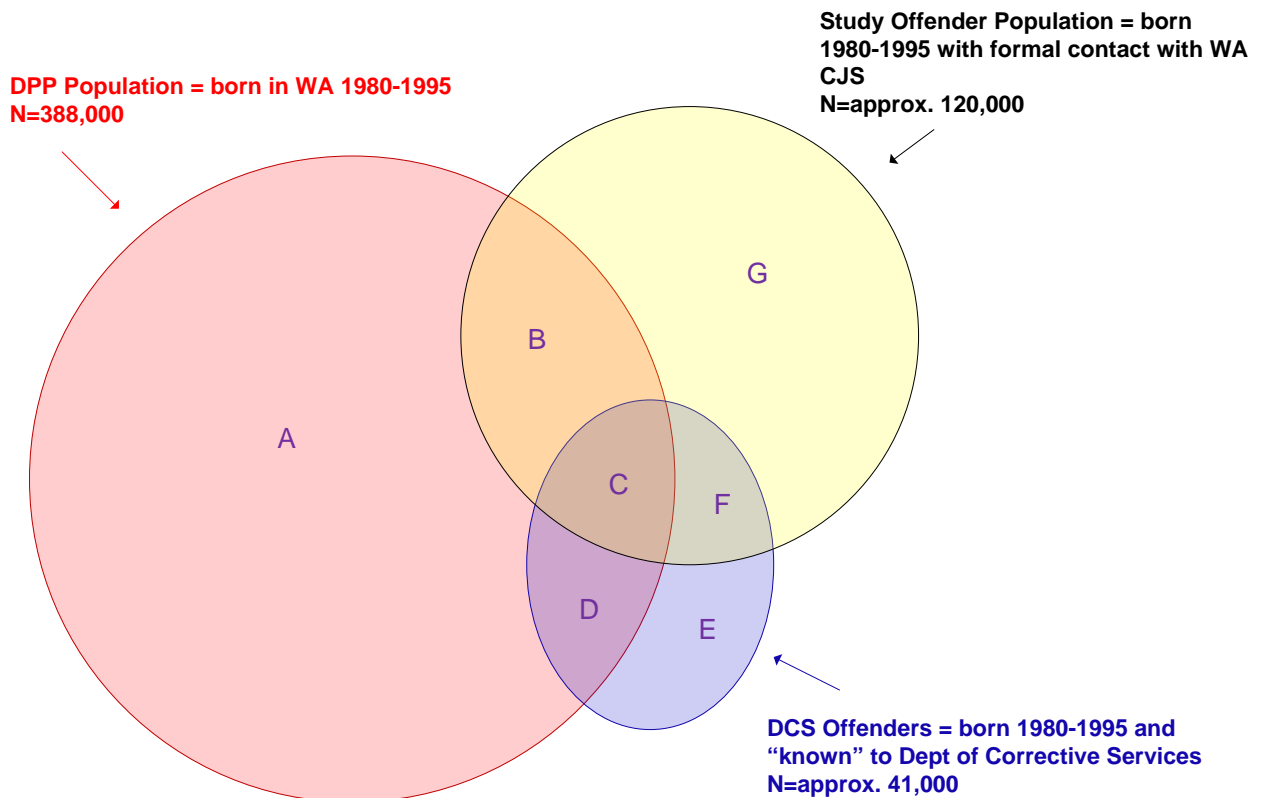 Study Offender Population = born
1980-1995 with formal contact with WA
CJS
N=approx. 120,000
DPP Population = born in WA 1980-1995
N=388,000
G
B
A
C
F
D
E
DCS Offenders = born 1980-1995 and
“known” to Dept of Corrective Services
N=approx. 41,000